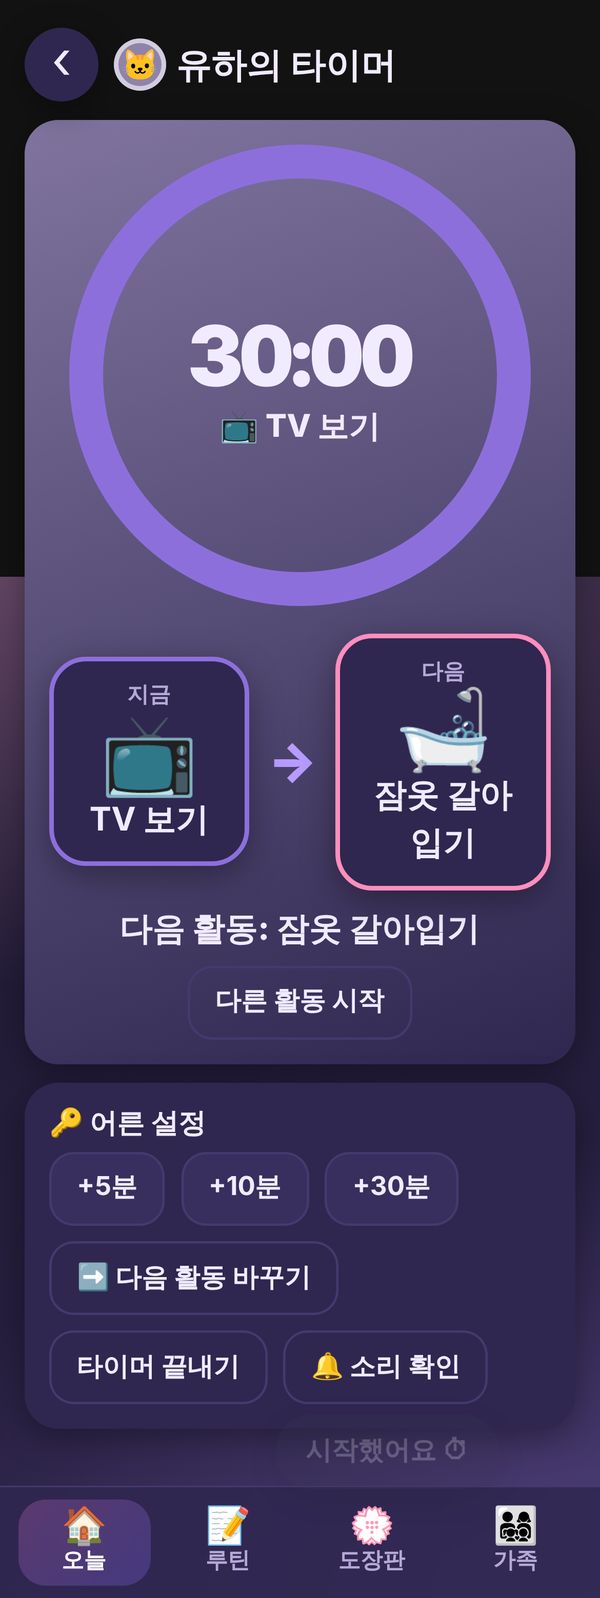 유하의 타이머
30:00
TV 보기
지금
TV 보기
다음
잠옷 갈아
입기
다음 활동: 잠옷 갈아입기
다른 활동 시작
어른 설정
+5분
+10분
+30분
다음 활동 바꾸기
타이머 끝내기
소리 확인
시작했어요
오늘
루틴
도장판
가족